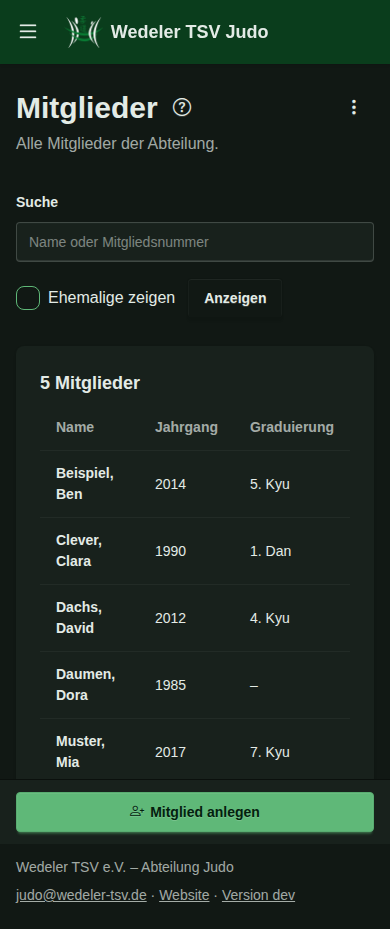 Wedeler TSV Judo
Mitglieder
Alle Mitglieder der Abteilung.
Suche
Name oder Mitgliedsnummer
Ehemalige zeigen
Anzeigen
5 Mitglieder
Name Jahrgang Graduierung
Beispiel,
Ben
2014 5. Kyu
Clever,
Clara
1990 1. Dan
Dachs,
David
2012 4. Kyu
Daumen,
Dora
1985 –
Muster,
Mia
2017 7. Kyu
Mitglied anlegen
Wedeler TSV e.V. – Abteilung Judo
judo@wedeler-tsv.de · Website · Version dev